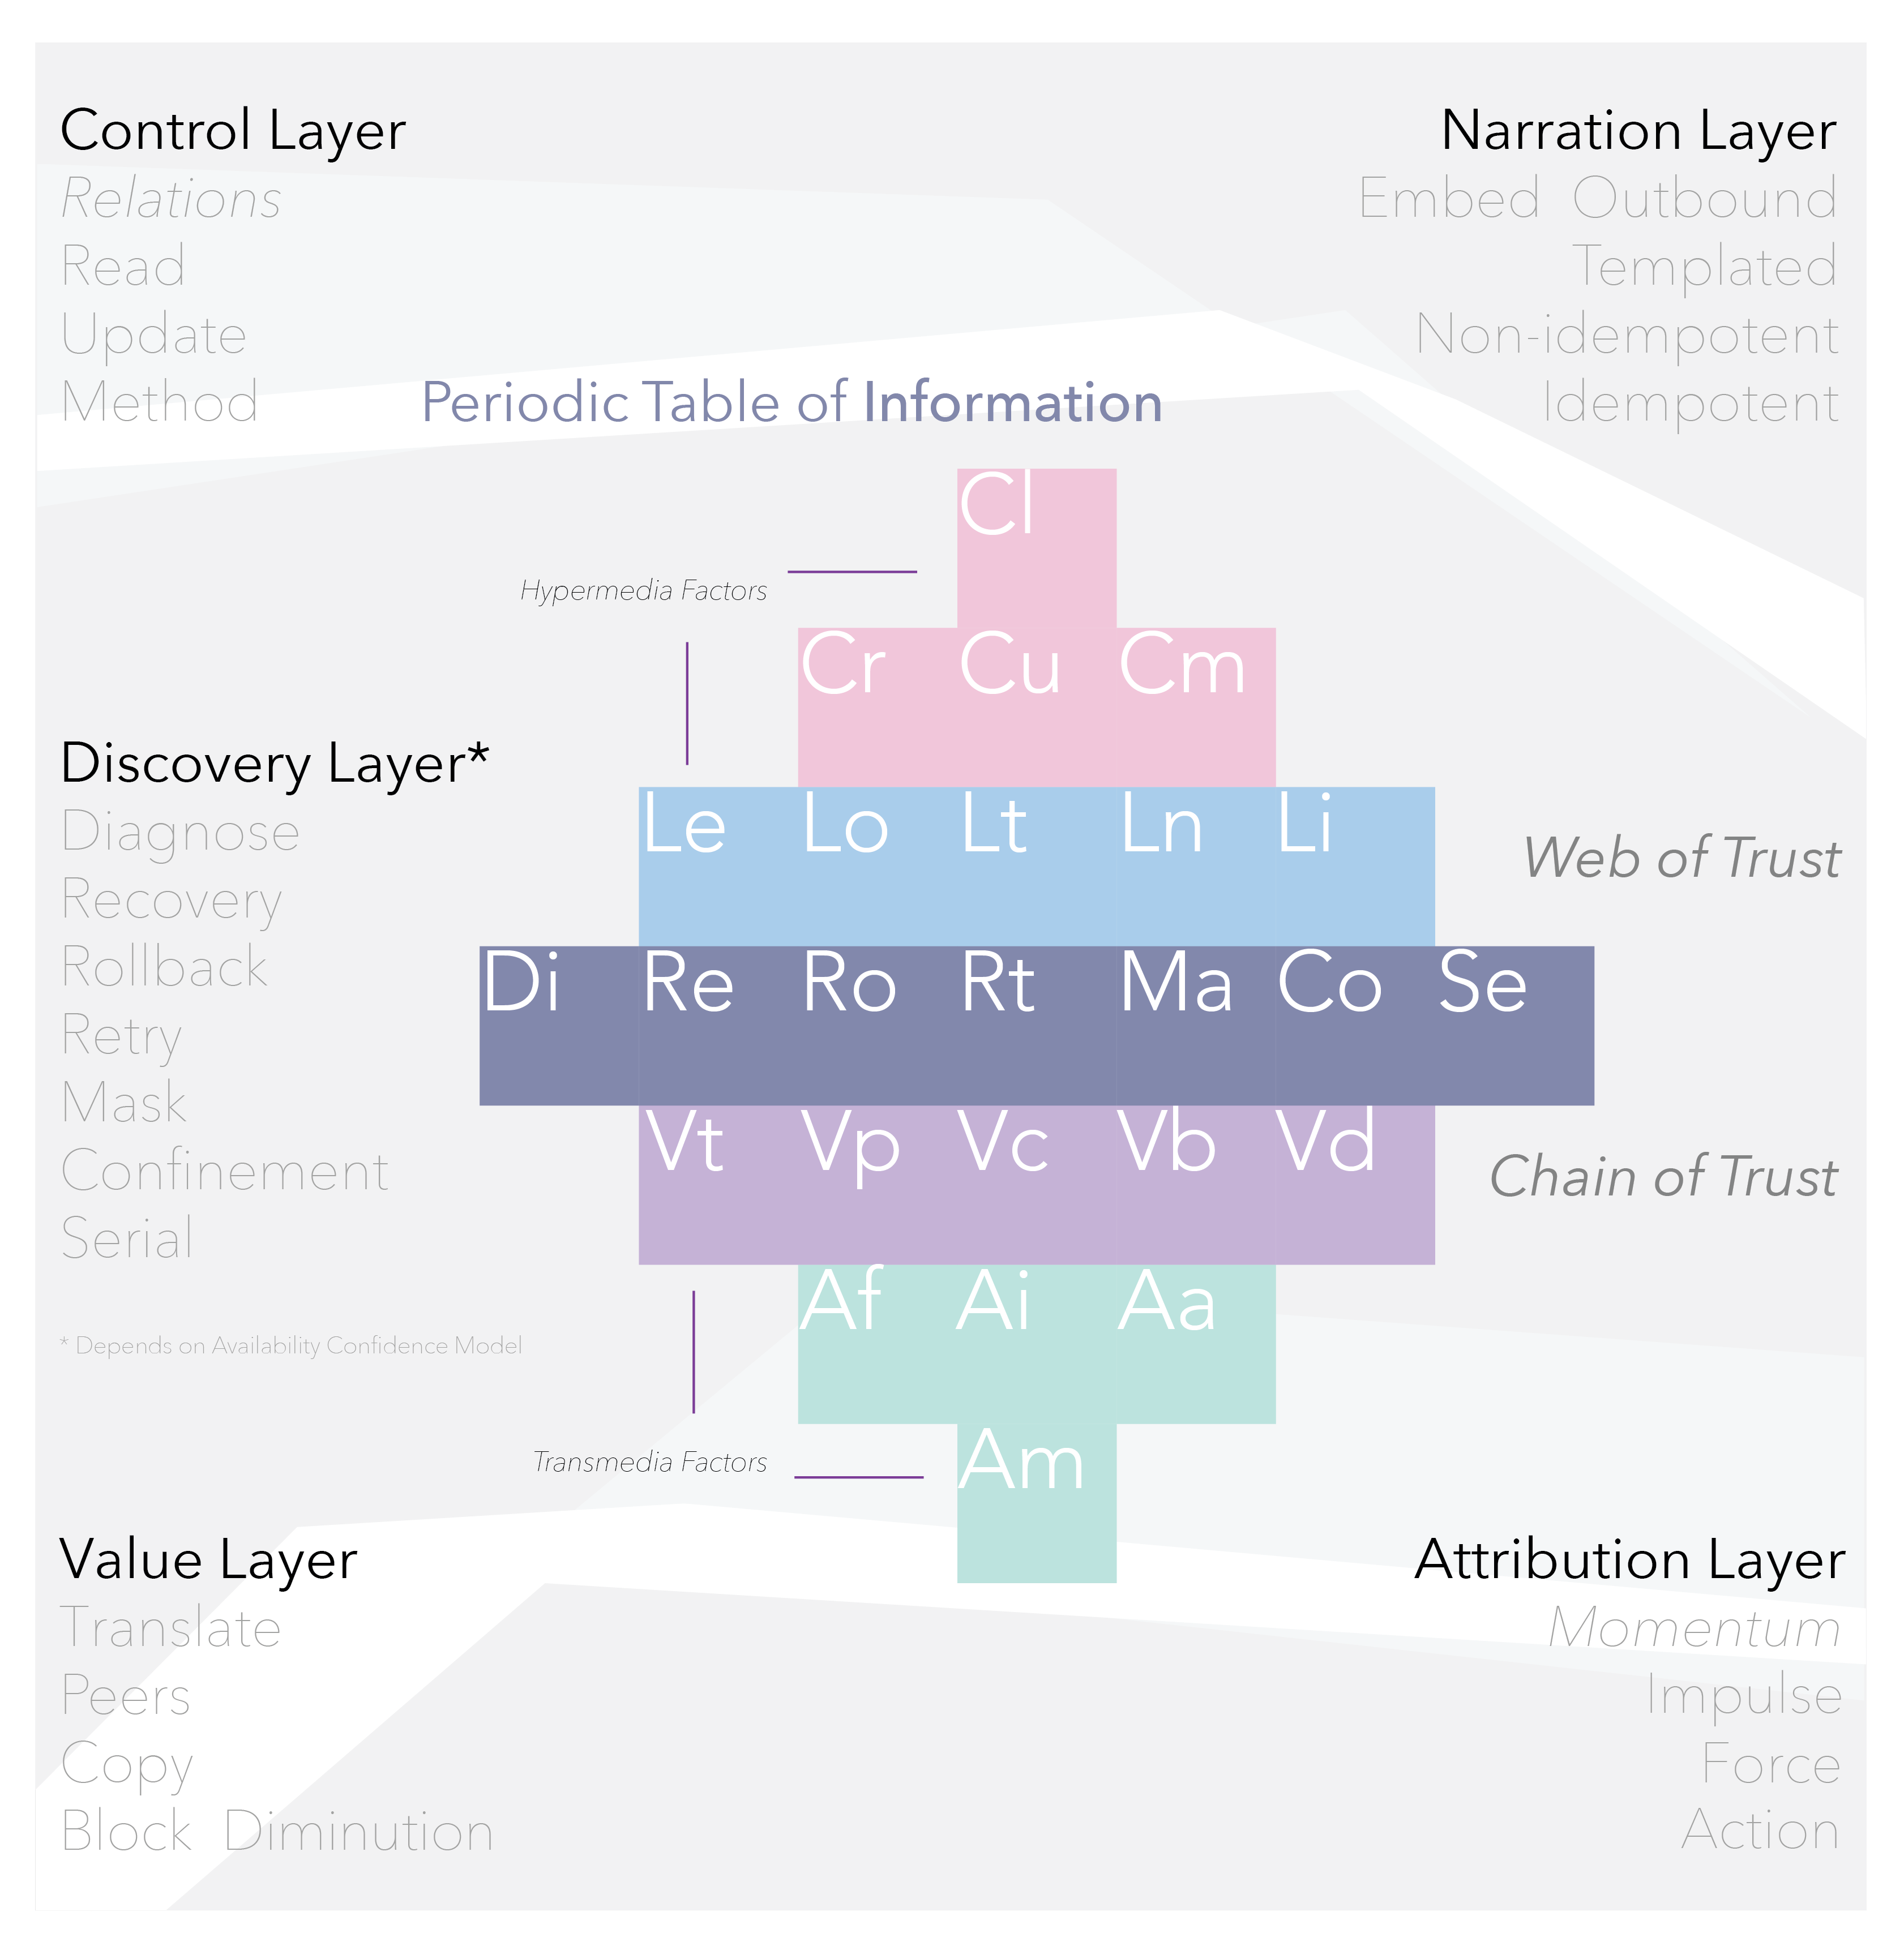 Control Layer
Relations
Read
Update
Method
Narration Layer
Embed Outbound
Templated
Non-idempotent
Idempotent
Periodic Table of Information
Hypermedia Factors
Cl
Cr Cu Cm
Le Lo Lt Ln Li
Di Re Ro Rt Ma Co Se
Vt Vp Vc Vb Vd
Af Ai Aa
Am
Transmedia Factors
Discovery Layer*
Diagnose
Recovery
Rollback
Retry
Mask
Confinement
Serial
* Depends on Availability Confidence Model
Web of Trust
Chain of Trust
Value Layer
Translate
Peers
Copy
Block Diminution
Attribution Layer
Momentum
Impulse
Force
Action